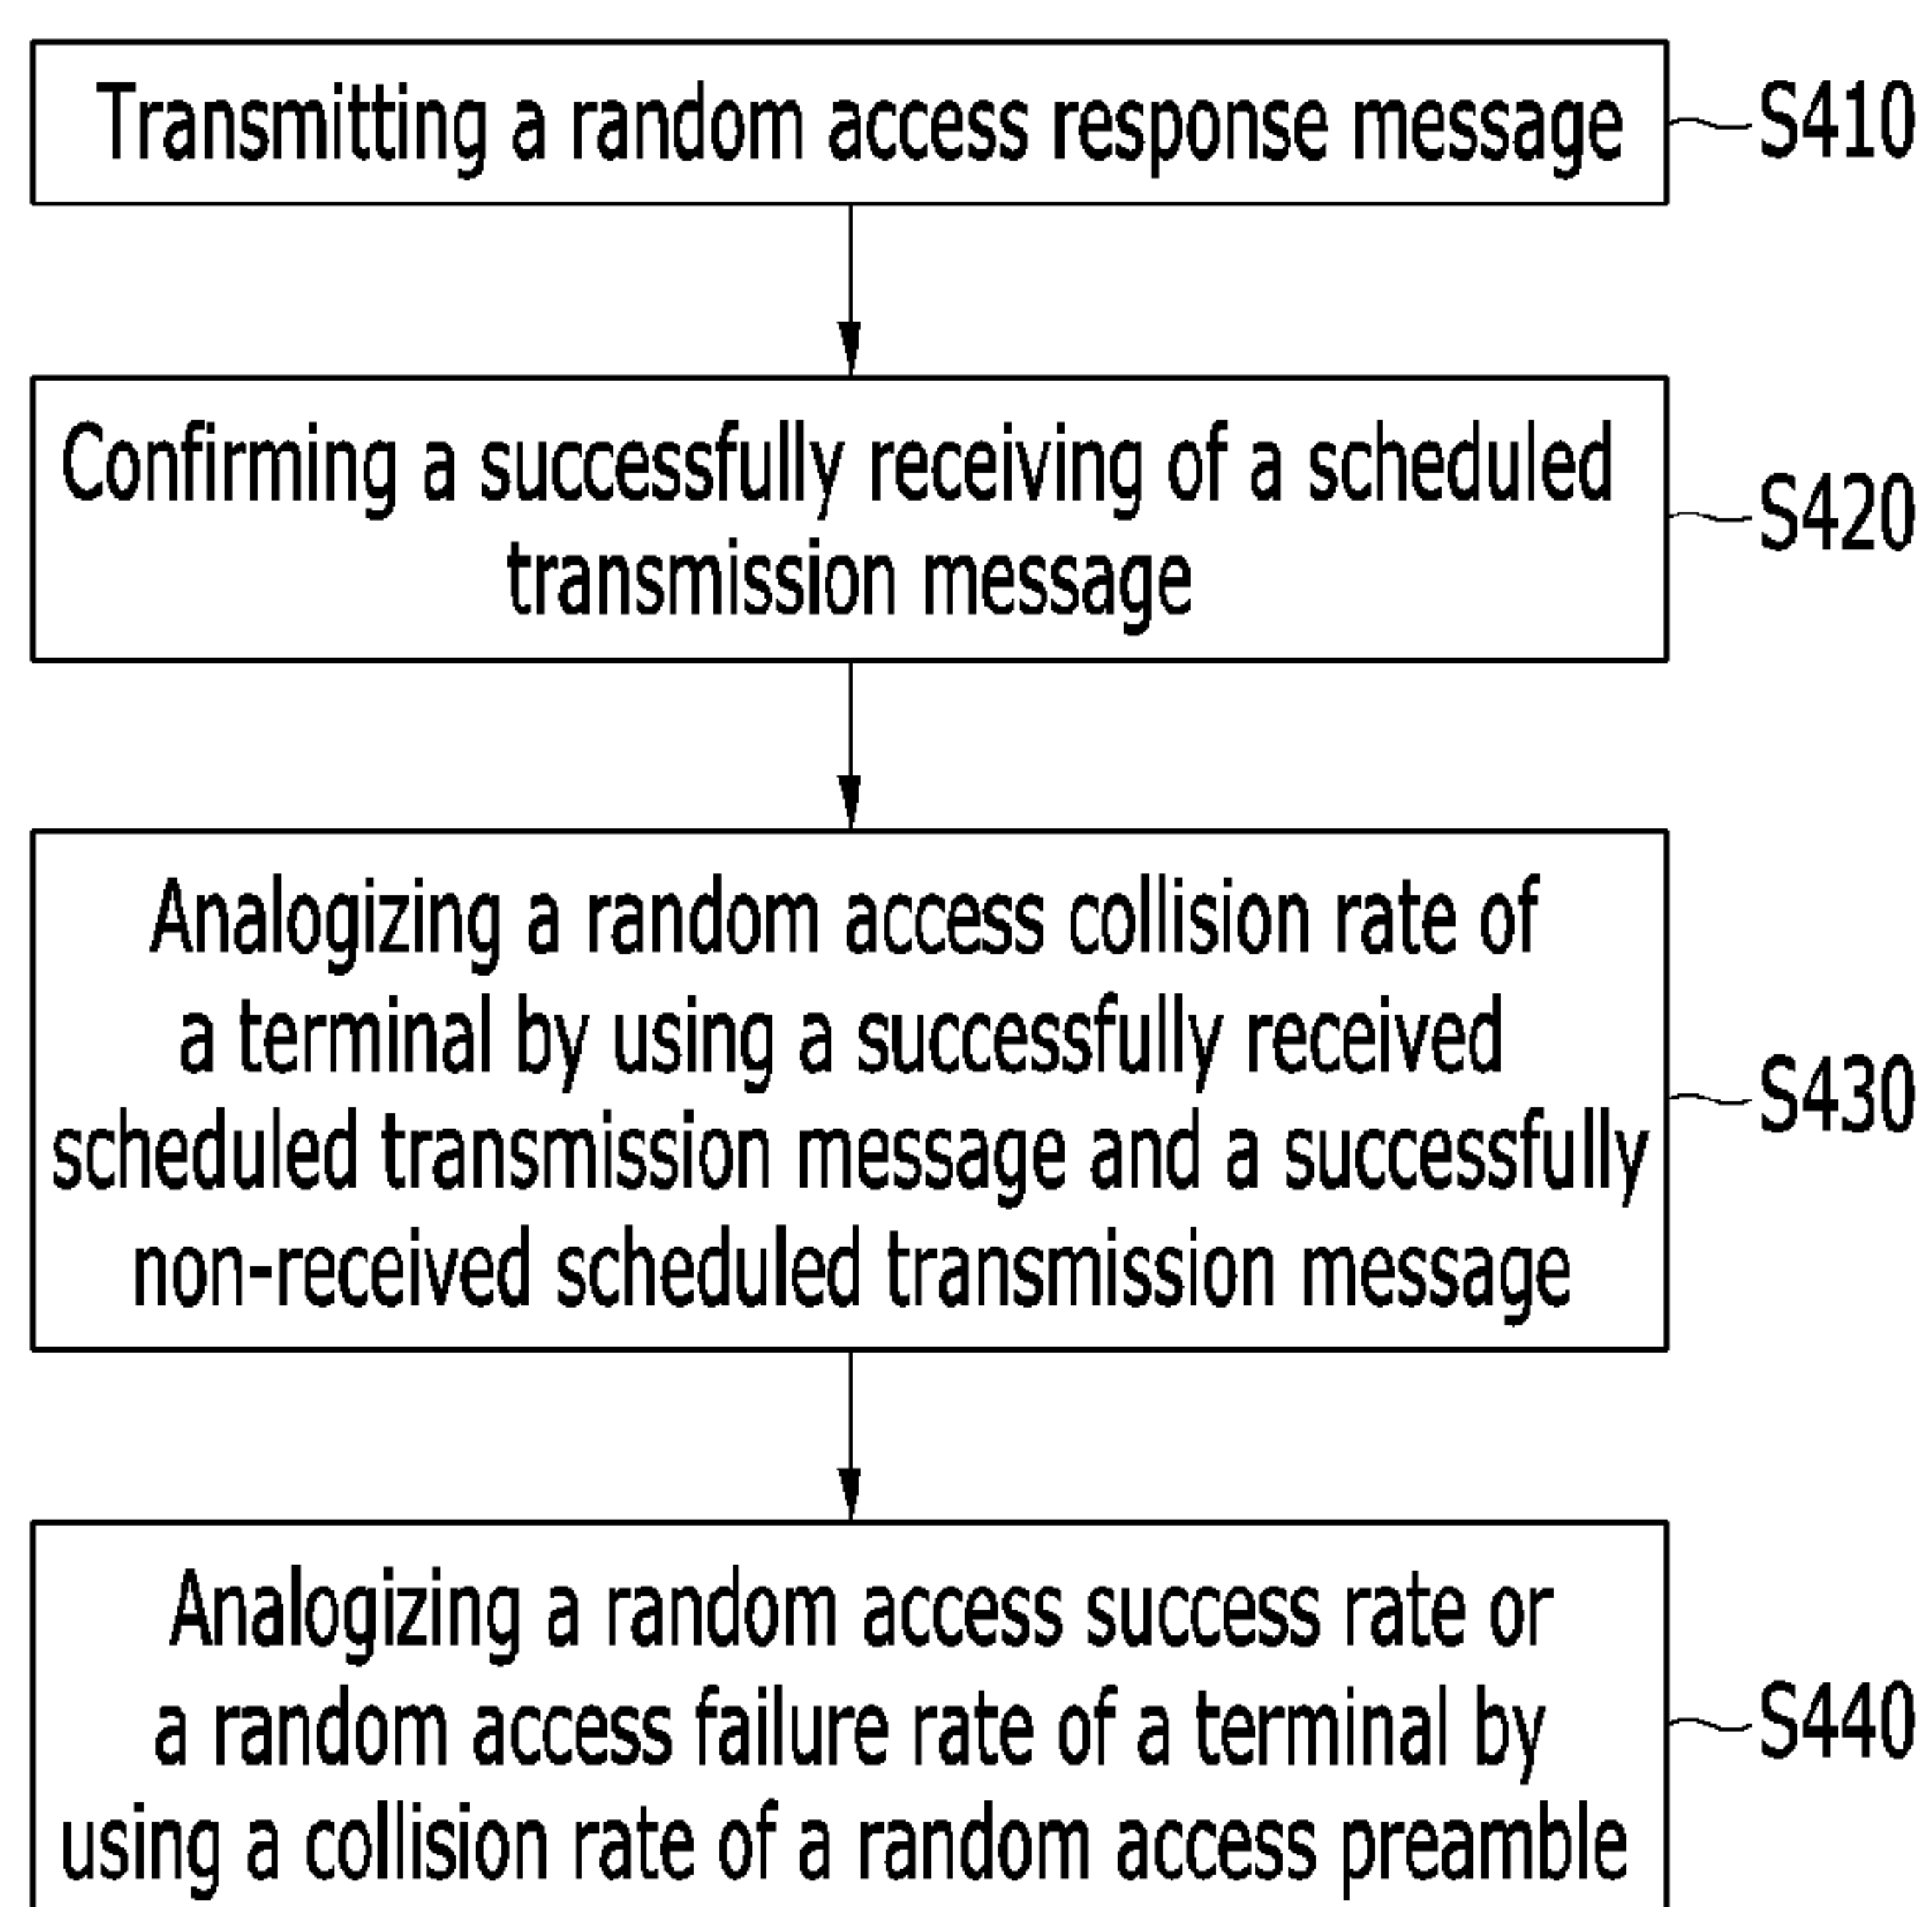 Transmitting a random access response message
S410
Confirming a successfully receiving of a scheduled
transmission message
S420
Analogizing a random access collision rate of
a terminal by using a successfully received
scheduled transmission message and a successfully
non-received scheduled transmission message
S430
Analogizing a random access success rate or
a random access failure rate of a terminal by
using a collision rate of a random access preamble
S440